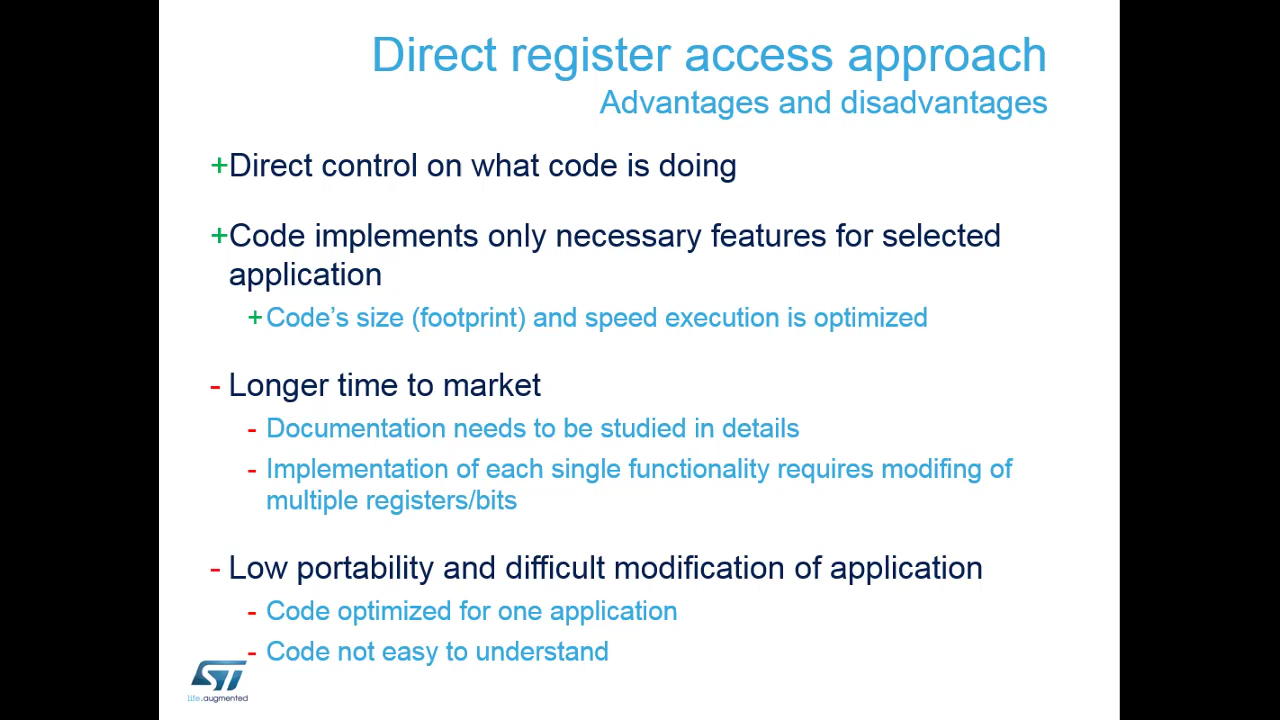 Direct register access approach
Advantages and disadvantages
+Direct control on what code is doing
+Code implements only necessary features for selected
application
+Code's size (footprint) and speed execution is optimized
- Longer time to market
- Documentation needs to be studied in details
- Implementation of each single functionality requires modifing of
multiple registers/bits
- Low portability and difficult modification of application
- Code optimized for one application
- Code not easy to understand
ST
life.augmented